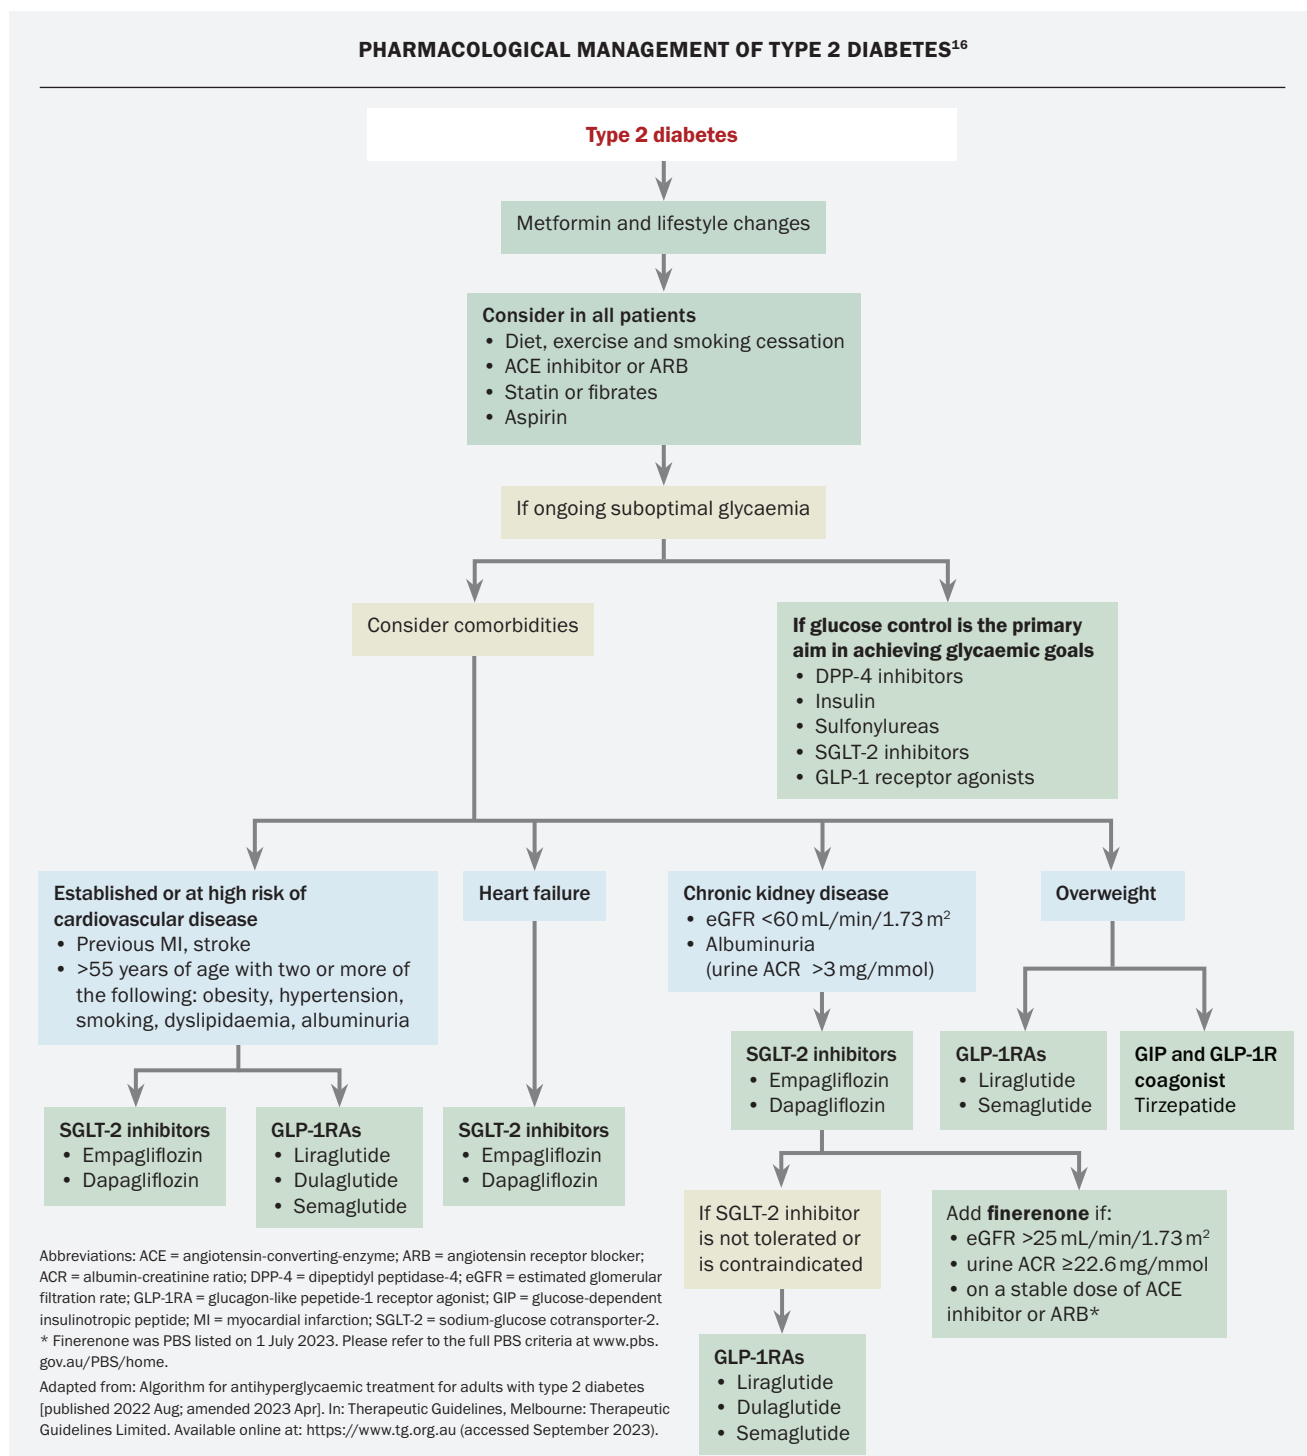 PHARMACOLOGICAL MANAGEMENT OF TYPE 2 DIABETES16
Type 2 diabetes
Metformin and lifestyle changes
Consider in all patients
• Diet, exercise and smoking cessation
• ACE inhibitor or ARB
• Statin or fibrates
• Aspirin
If ongoing suboptimal glycaemia
Consider comorbidities
If glucose control is the primary
aim in achieving glycaemic goals
• DPP-4 inhibitors
• Insulin
• Sulfonylureas
• SGLT-2 inhibitors
• GLP-1 receptor agonists
Established or at high risk of
cardiovascular disease
• Previous MI, stroke
• >55 years of age with two or more of
the following: obesity, hypertension,
smoking, dyslipidaemia, albuminuria
Heart failure
Chronic kidney disease
• eGFR <60 mL/min/1.73 m2
• Albuminuria
(urine ACR >3 mg/mmol)
Overweight
SGLT-2 inhibitors
• Empagliflozin
• Dapagliflozin
GLP-1RAs
• Liraglutide
• Dulaglutide
• Semaglutide
SGLT-2 inhibitors
• Empagliflozin
• Dapagliflozin
SGLT-2 inhibitors
• Empagliflozin
• Dapagliflozin
GLP-1RAs
• Liraglutide
• Semaglutide
GIP and GLP-1R
coagonist
Tirzepatide
If SGLT-2 inhibitor
is not tolerated or
is contraindicated
Add finerenone if:
• eGFR >25 mL/min/1.73 m2
• urine ACR ≥22.6 mg/mmol
• on a stable dose of ACE
inhibitor or ARB*
GLP-1RAs
• Liraglutide
• Dulaglutide
• Semaglutide
Abbreviations: ACE = angiotensin-converting-enzyme; ARB = angiotensin receptor blocker;
ACR = albumin-creatinine ratio; DPP-4 = dipeptidyl peptidase-4; eGFR = estimated glomerular
filtration rate; GLP-1RA = glucagon-like pepetide-1 receptor agonist; GIP = glucose-dependent
insulinotropic peptide; MI = myocardial infarction; SGLT-2 = sodium-glucose cotransporter-2.
* Finerenone was PBS listed on 1 July 2023. Please refer to the full PBS criteria at www.pbs.
gov.au/PBS/home.
Adapted from: Algorithm for antihyperglycaemic treatment for adults with type 2 diabetes
[published 2022 Aug; amended 2023 Apr]. In: Therapeutic Guidelines, Melbourne: Therapeutic
Guidelines Limited. Available online at: https://www.tg.org.au (accessed September 2023).